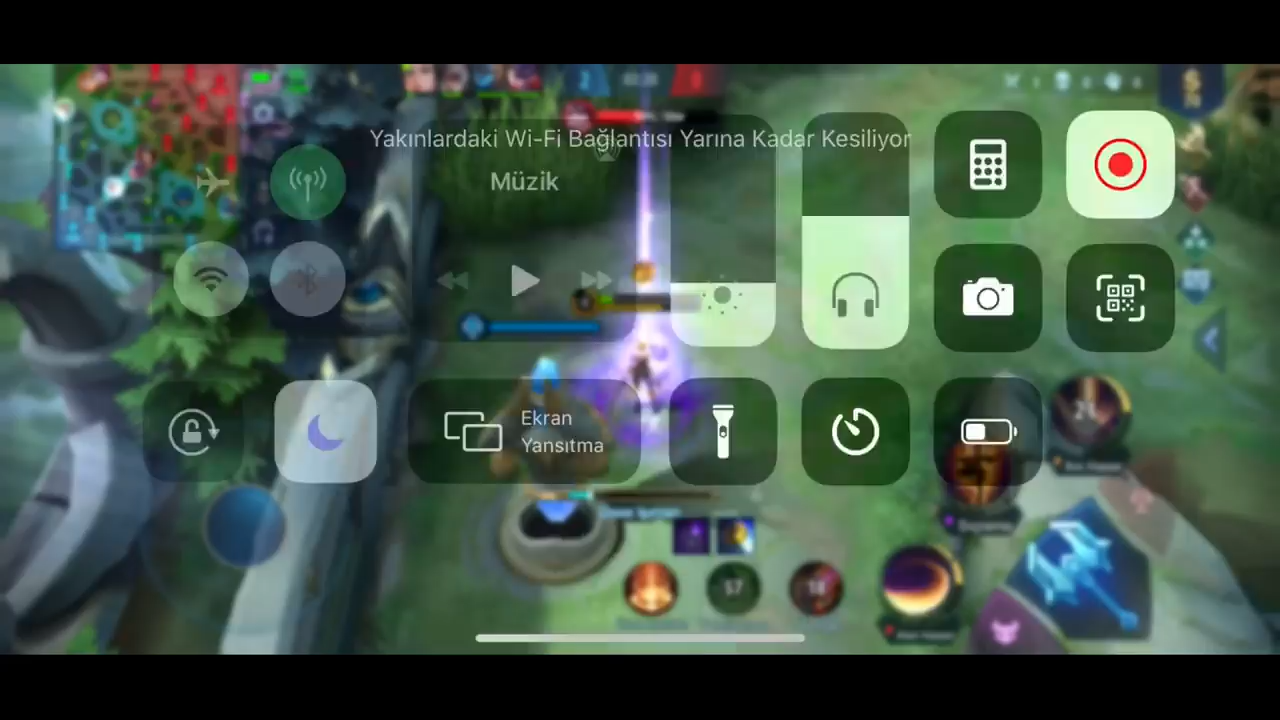 Yakınlardaki Wi-Fi Bağlantısı Yarına Kadar Kesiliyor
Müzik
Ekran
Yansıtma